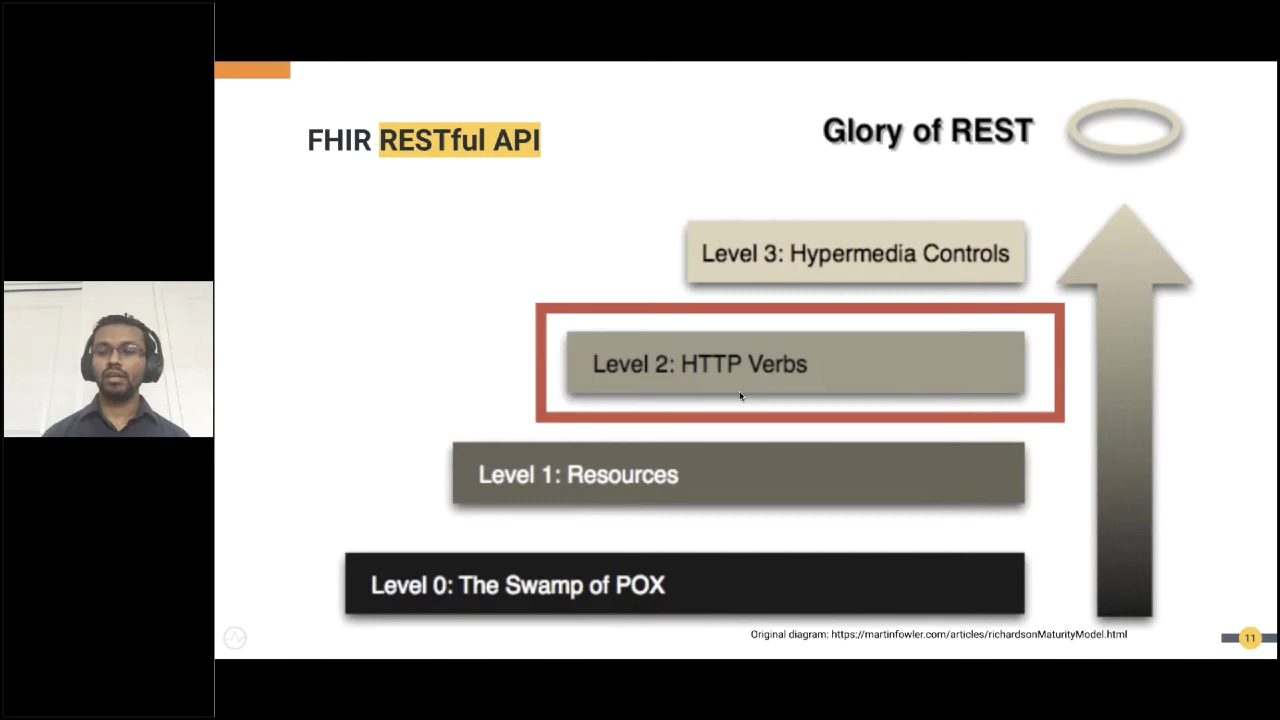 FHIR RESTful API
Glory of REST
Level 3: Hypermedia Controls
Level 2: HTTP Verbs
Level 1: Resources
Level 0: The Swamp of POX
Original diagram: https://martinfowler.com/articles/richardsonMaturityModel.html
11